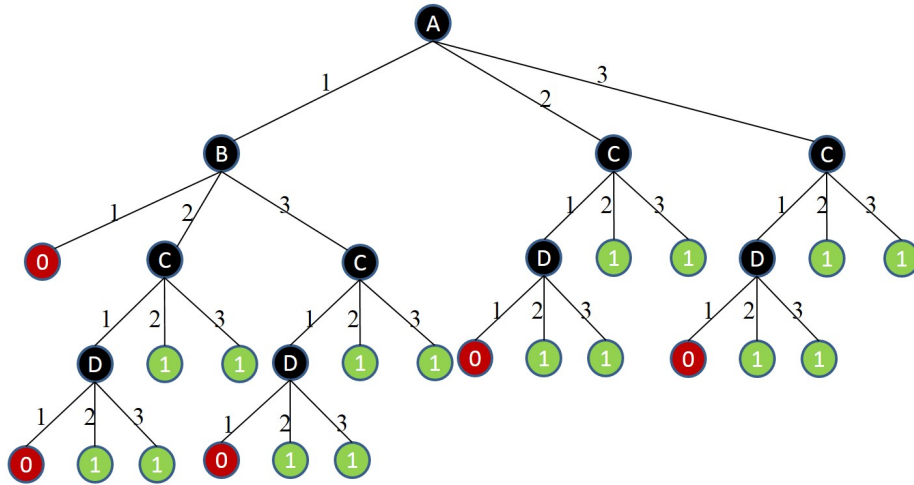 A
1 2 3
B C C
1 2 3 1 2 3 1 2 3
0 C C D 1 1 D 1 1
1 2 3 1 2 3 1 2 3 1 2 3
D 1 1 D 1 1 0 1 1 0 1 1
1 2 3 1 2 3
0 1 1 0 1 1